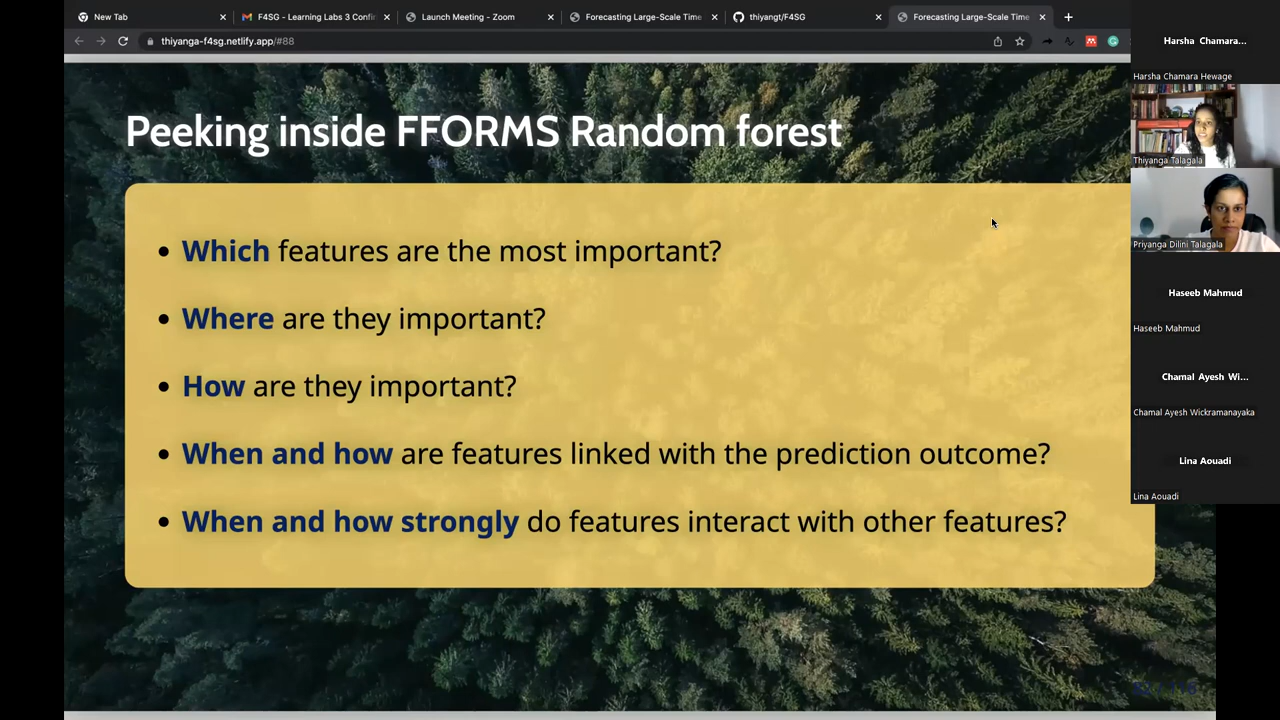 New Tab
F4SG - Learning Labs 3 Confir
Launch Meeting - Zoom
Forecasting Large-Scale Time
thiyangt/F4SG
Forecasting Large-Scale Time
thiyanga-f4sg.netlify.app/#88
Peeking inside FFORMS Random forest
• Which features are the most important?
• Where are they important?
• How are they important?
• When and how are features linked with the prediction outcome?
• When and how strongly do features interact with other features?
Harsha Chamara...
Harsha Chamara Hewage
Thiyanga Talagala
Priyanga Dilini Talagala
Haseeb Mahmud
Haseeb Mahmud
Chamal Ayesh Wi...
Chamal Ayesh Wickramanayaka
Lina Aouadi
Lina Aouadi